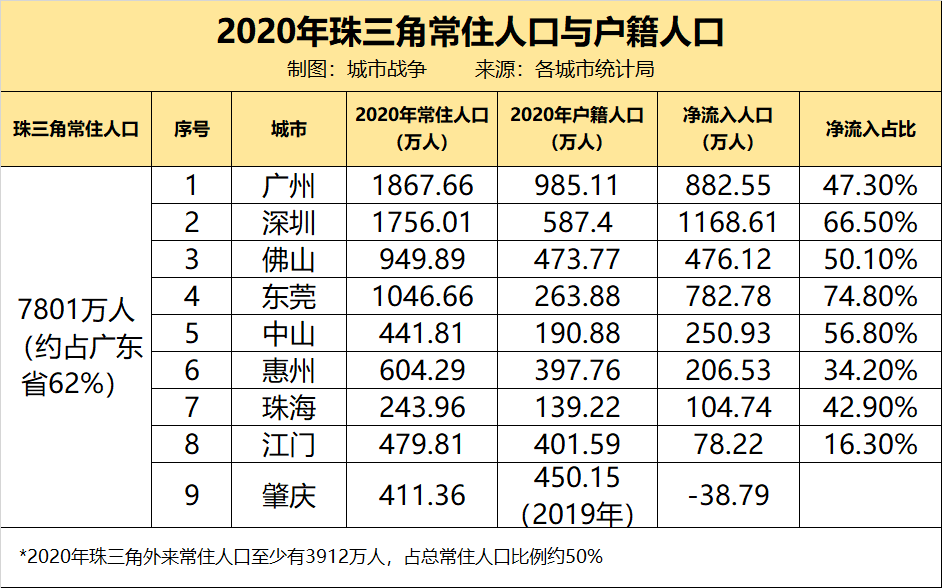 2020年珠三角常住人口与户籍人口
制图：城市战争 来源：各城市统计局
珠三角常住人口 序号 城市 2020年常住人口（万人） 2020年户籍人口（万人） 净流入人口（万人） 净流入占比
7801万人（约占广东省62%）
1 广州 1867.66 985.11 882.55 47.30%
2 深圳 1756.01 587.4 1168.61 66.50%
3 佛山 949.89 473.77 476.12 50.10%
4 东莞 1046.66 263.88 782.78 74.80%
5 中山 441.81 190.88 250.93 56.80%
6 惠州 604.29 397.76 206.53 34.20%
7 珠海 243.96 139.22 104.74 42.90%
8 江门 479.81 401.59 78.22 16.30%
9 肇庆 411.36 450.15（2019年） -38.79
*2020年珠三角外来常住人口至少有3912万人，占总常住人口比例约50%